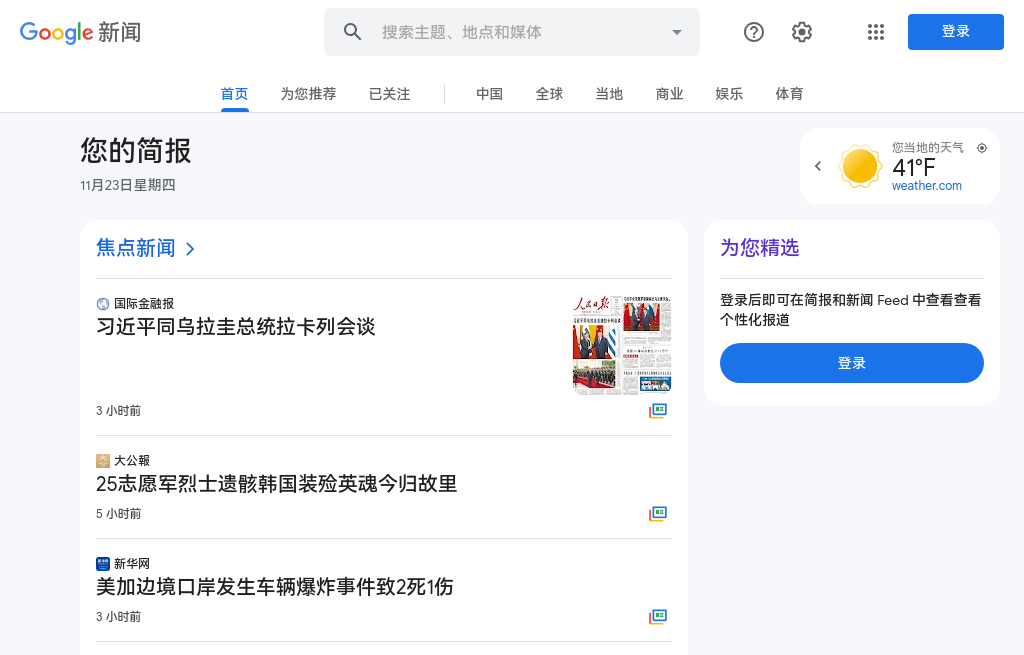 Google 新闻
搜索主题、地点和媒体
登录
首页
为您推荐
已关注
中国
全球
当地
商业
娱乐
体育
您的简报
11月23日星期四
您当地的天气
41°F
weather.com
焦点新闻
国际金融报
习近平同乌拉圭总统拉卡列会谈
人民日报
3 小时前
大公報
25志愿军烈士遗骸韩国装殓英魂今归故里
5 小时前
新华网
美加边境口岸发生车辆爆炸事件致2死1伤
3 小时前
为您精选
登录后即可在简报和新闻 Feed 中查看查看
个性化报道
登录